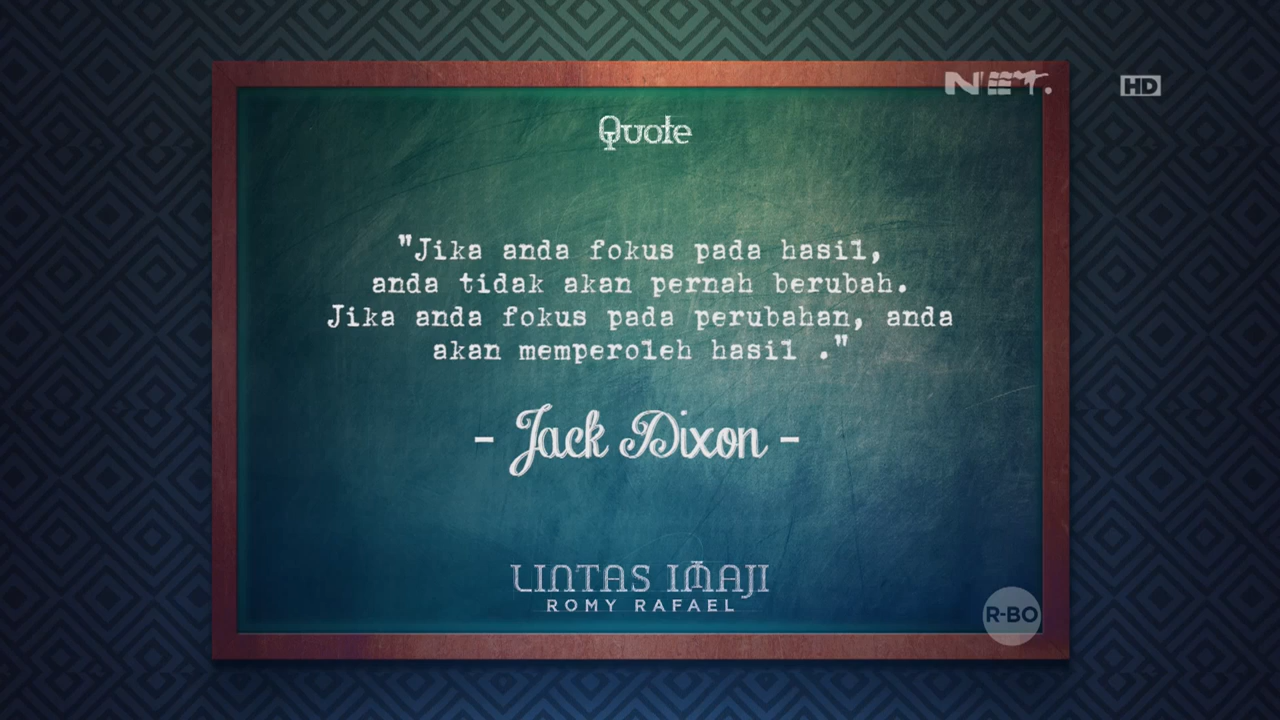 NET.
HD
Quote
"Jika anda fokus pada hasil,
anda tidak akan pernah berubah.
Jika anda fokus pada perubahan, anda
akan memperoleh hasil ."
- Jack Dixon -
LINTAS IMAJI
ROMY RAFAEL
R-BO